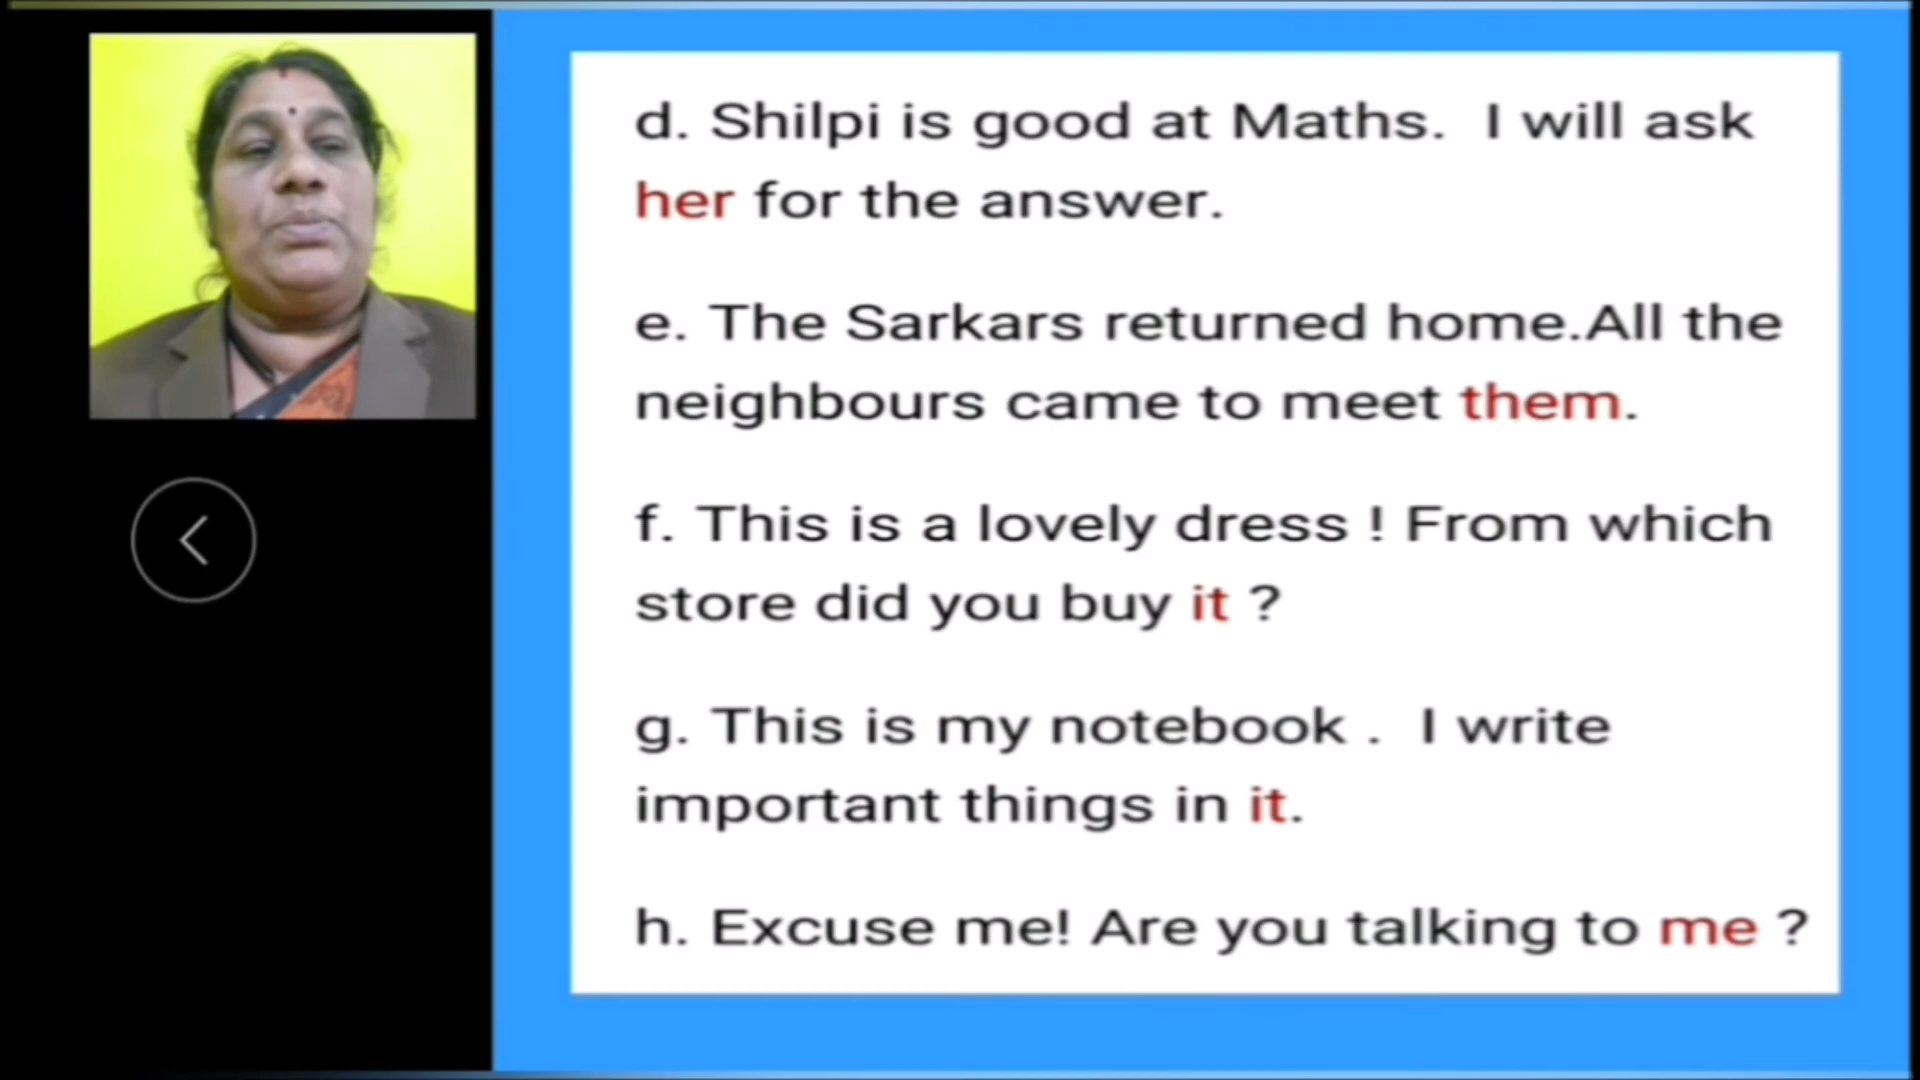 d. Shilpi is good at Maths.  I will ask
her for the answer.
e. The Sarkars returned home.All the
neighbours came to meet them.
f. This is a lovely dress ! From which
store did you buy it ?
g. This is my notebook .  I write
important things in it.
h. Excuse me! Are you talking to me ?